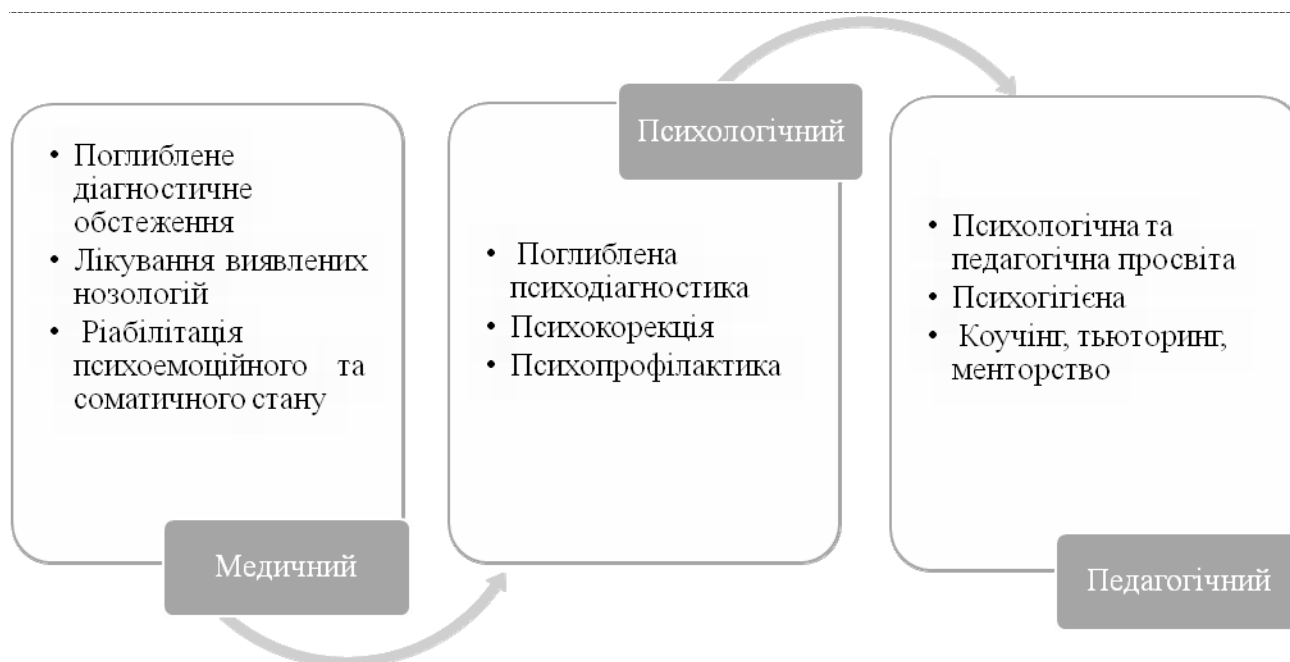 • Поглиблене
діагностичне
обстеження
• Лікування виявлених
нозологій
• Ріабілітація
психоемоційного та
соматичного стану
Медичний
Психологічний
• Поглиблена
психодіагностика
• Психокорекція
• Психопрофілактика
• Психологічна та
педагогічна просвіта
• Психогігієна
• Коучінг, тьюторинг,
менторство
Педагогічний